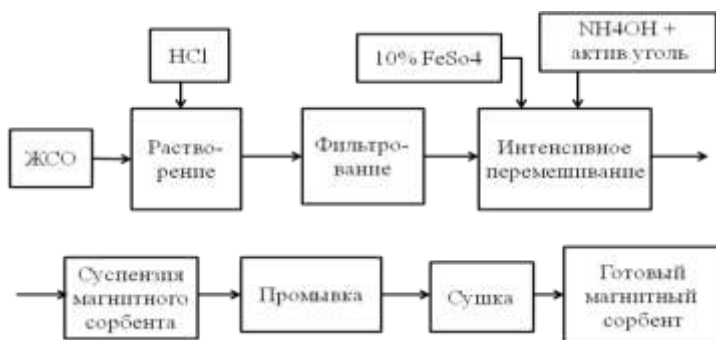 HCl
10% FeSo4
NH4OH +
актив уголь
ЖСО
Раство-
рение
Фильтро-
вание
Интенсивное
перемешивание
Суспензия
магнитного
сорбента
Промывка
Сушка
Готовый
магнитный
сорбент